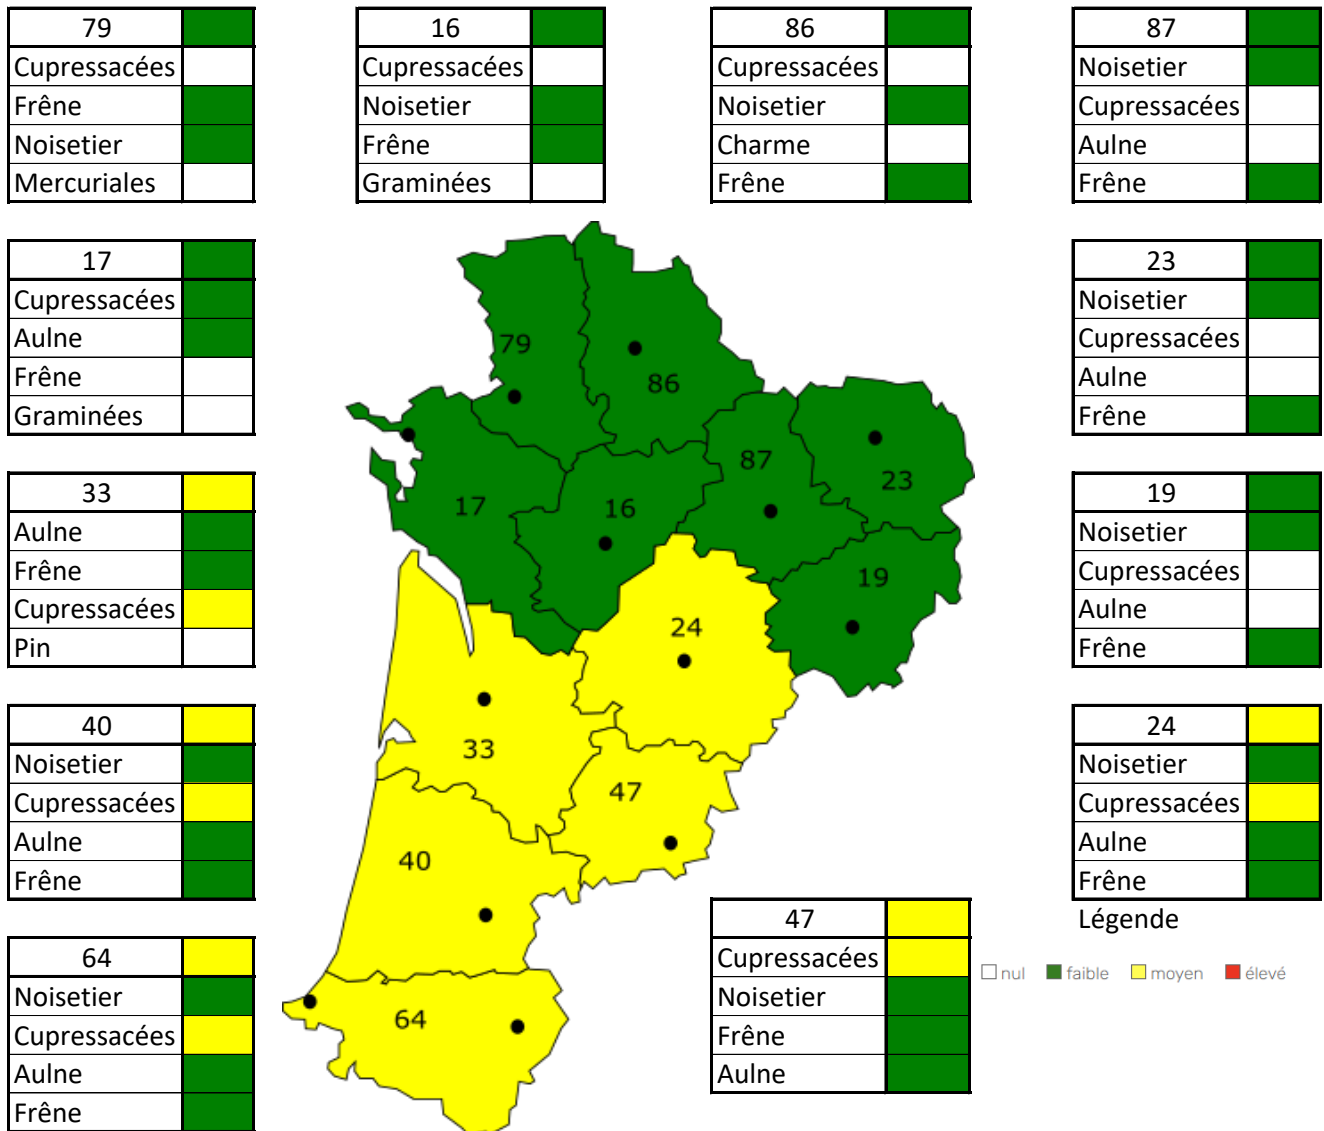 79
Cupressacées
Frêne
Noisetier
Mercuriales
16
Cupressacées
Noisetier
Frêne
Graminées
86
Cupressacées
Noisetier
Charme
Frêne
87
Noisetier
Cupressacées
Aulne
Frêne
17
Cupressacées
Aulne
Frêne
Graminées
23
Noisetier
Cupressacées
Aulne
Frêne
33
Aulne
Frêne
Cupressacées
Pin
19
Noisetier
Cupressacées
Aulne
Frêne
40
Noisetier
Cupressacées
Aulne
Frêne
24
Noisetier
Cupressacées
Aulne
Frêne
64
Noisetier
Cupressacées
Aulne
Frêne
47
Cupressacées
Noisetier
Frêne
Aulne
79
86
87
23
17
16
19
24
33
47
40
64
Légende
nul faible moyen élevé